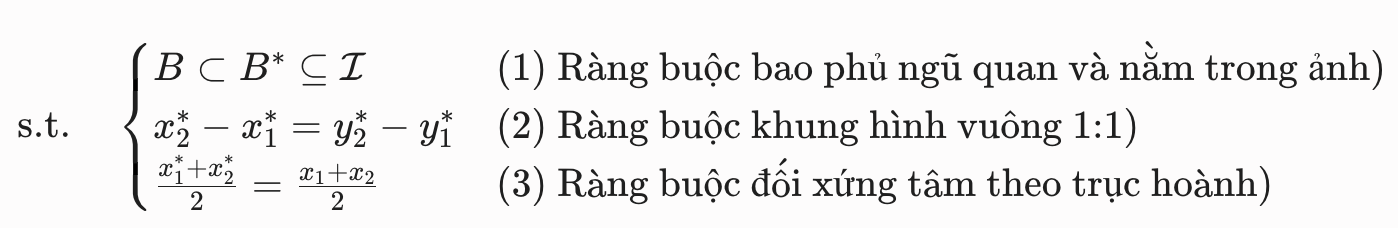 B ⊂ B* ⊆ ℐ (1) Ràng buộc bao phủ ngũ quan và nằm trong ảnh)
s.t. x₂* − x₁* = y₂* − y₁* (2) Ràng buộc khung hình vuông 1:1)
(x₁*+x₂*)/2 = (x₁+x₂)/2 (3) Ràng buộc đối xứng tâm theo trục hoành)